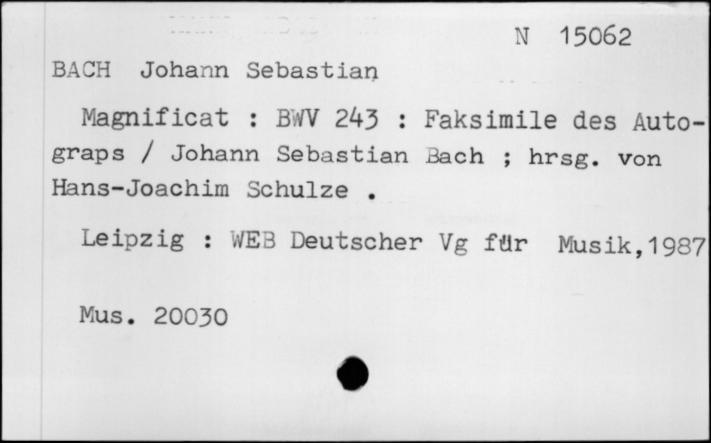 N 15062
BACH Johann Sebastian
Magnificat : BWV 243 : Faksimile des Auto-
graps / Johann Sebastian Bach ; hrsg. von
Hans-Joachim Schulze .
Leipzig : WEB Deutscher Vg für Musik,1987
Mus. 20030